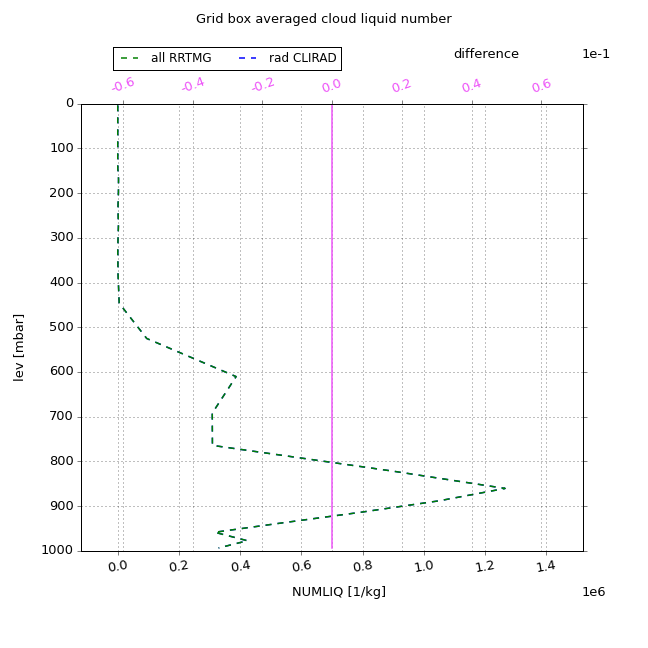 Grid box averaged cloud liquid number
all RRTMG rad CLIRAD difference 1e-1
-0.6 -0.4 -0.2 0.0 0.2 0.4 0.6
0
100
200
300
400
500
600
700
800
900
1000
lev [mbar]
0.0 0.2 0.4 0.6 0.8 1.0 1.2 1.4
NUMLIQ [1/kg] 1e6